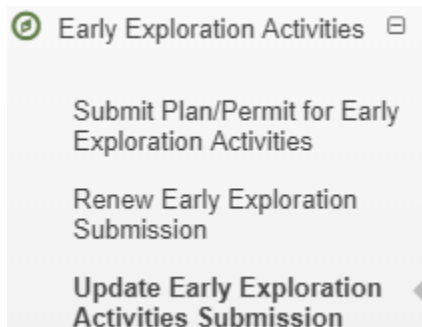 Early Exploration Activities
Submit Plan/Permit for Early
Exploration Activities
Renew Early Exploration
Submission
Update Early Exploration
Activities Submission